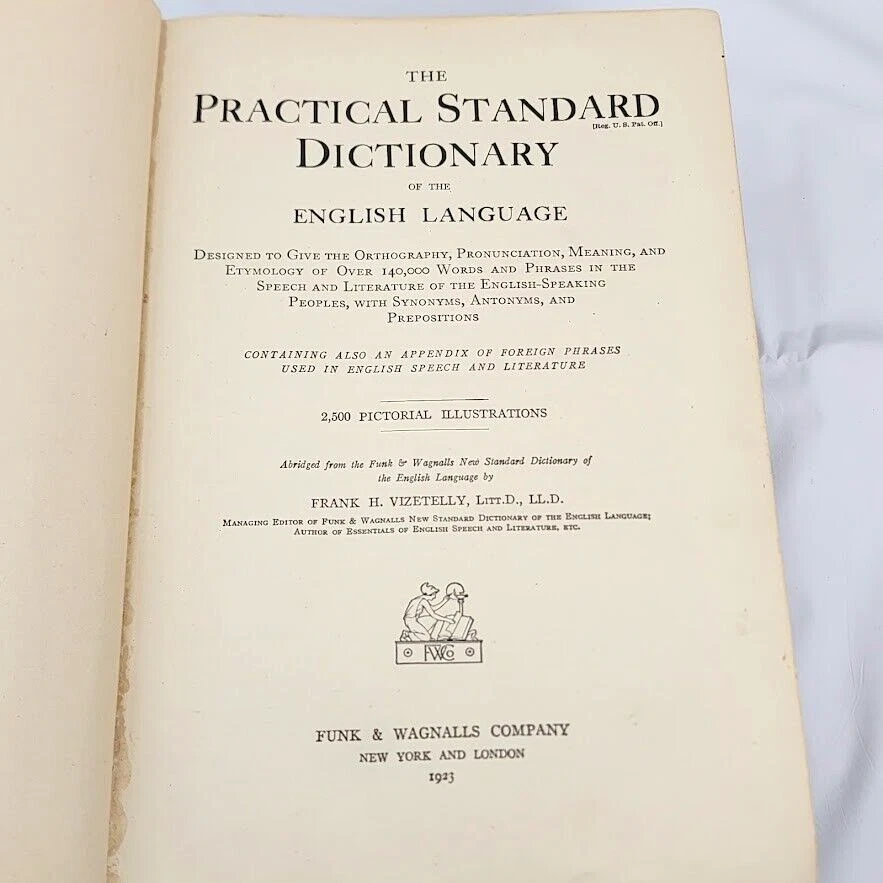 THE
PRACTICAL STANDARD
[Reg. U. S. Pat. Off.]
DICTIONARY
OF THE
ENGLISH LANGUAGE
DESIGNED TO GIVE THE ORTHOGRAPHY, PRONUNCIATION, MEANING, AND
ETYMOLOGY OF OVER 140,000 WORDS AND PHRASES IN THE
SPEECH AND LITERATURE OF THE ENGLISH-SPEAKING
PEOPLES, WITH SYNONYMS, ANTONYMS, AND
PREPOSITIONS
CONTAINING ALSO AN APPENDIX OF FOREIGN PHRASES
USED IN ENGLISH SPEECH AND LITERATURE
2,500 PICTORIAL ILLUSTRATIONS
Abridged from the Funk & Wagnalls New Standard Dictionary of
the English Language by
FRANK H. VIZETELLY, LITT.D., LL.D.
MANAGING EDITOR OF FUNK & WAGNALLS NEW STANDARD DICTIONARY OF THE ENGLISH LANGUAGE;
AUTHOR OF ESSENTIALS OF ENGLISH SPEECH AND LITERATURE, ETC.
FWCo
FUNK & WAGNALLS COMPANY
NEW YORK AND LONDON
1923